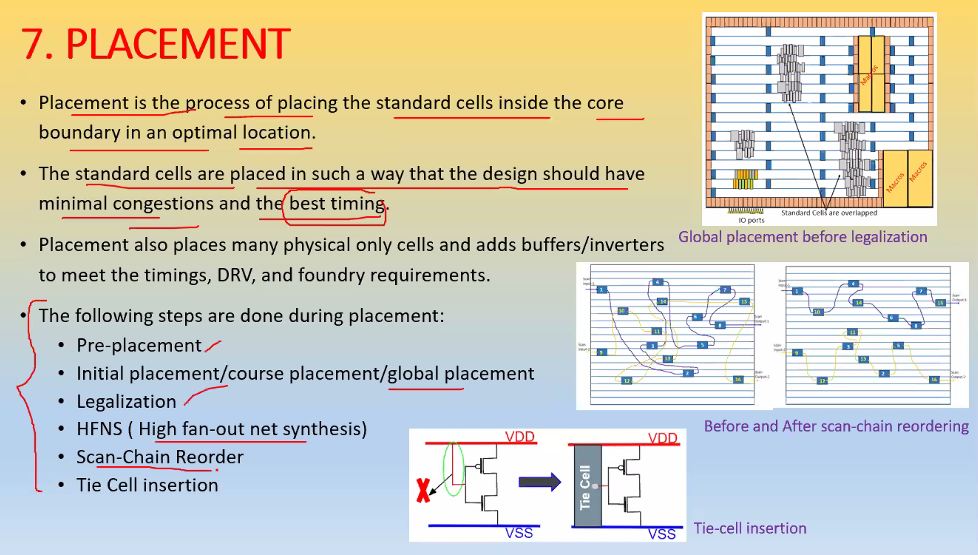 7. PLACEMENT
• Placement is the process of placing the standard cells inside the core
boundary in an optimal location.
• The standard cells are placed in such a way that the design should have
minimal congestions and the best timing.
• Placement also places many physical only cells and adds buffers/inverters
to meet the timings, DRV, and foundry requirements.
• The following steps are done during placement:
• Pre-placement
• Initial placement/course placement/global placement
• Legalization
• HFNS ( High fan-out net synthesis)
• Scan-Chain Reorder
• Tie Cell insertion
Macros
Macros
Macros
IO ports
Standard Cells are overlapped
Global placement before legalization
Before and After scan-chain reordering
VDD
VSS
VDD
Tie Cell
VSS
Tie-cell insertion